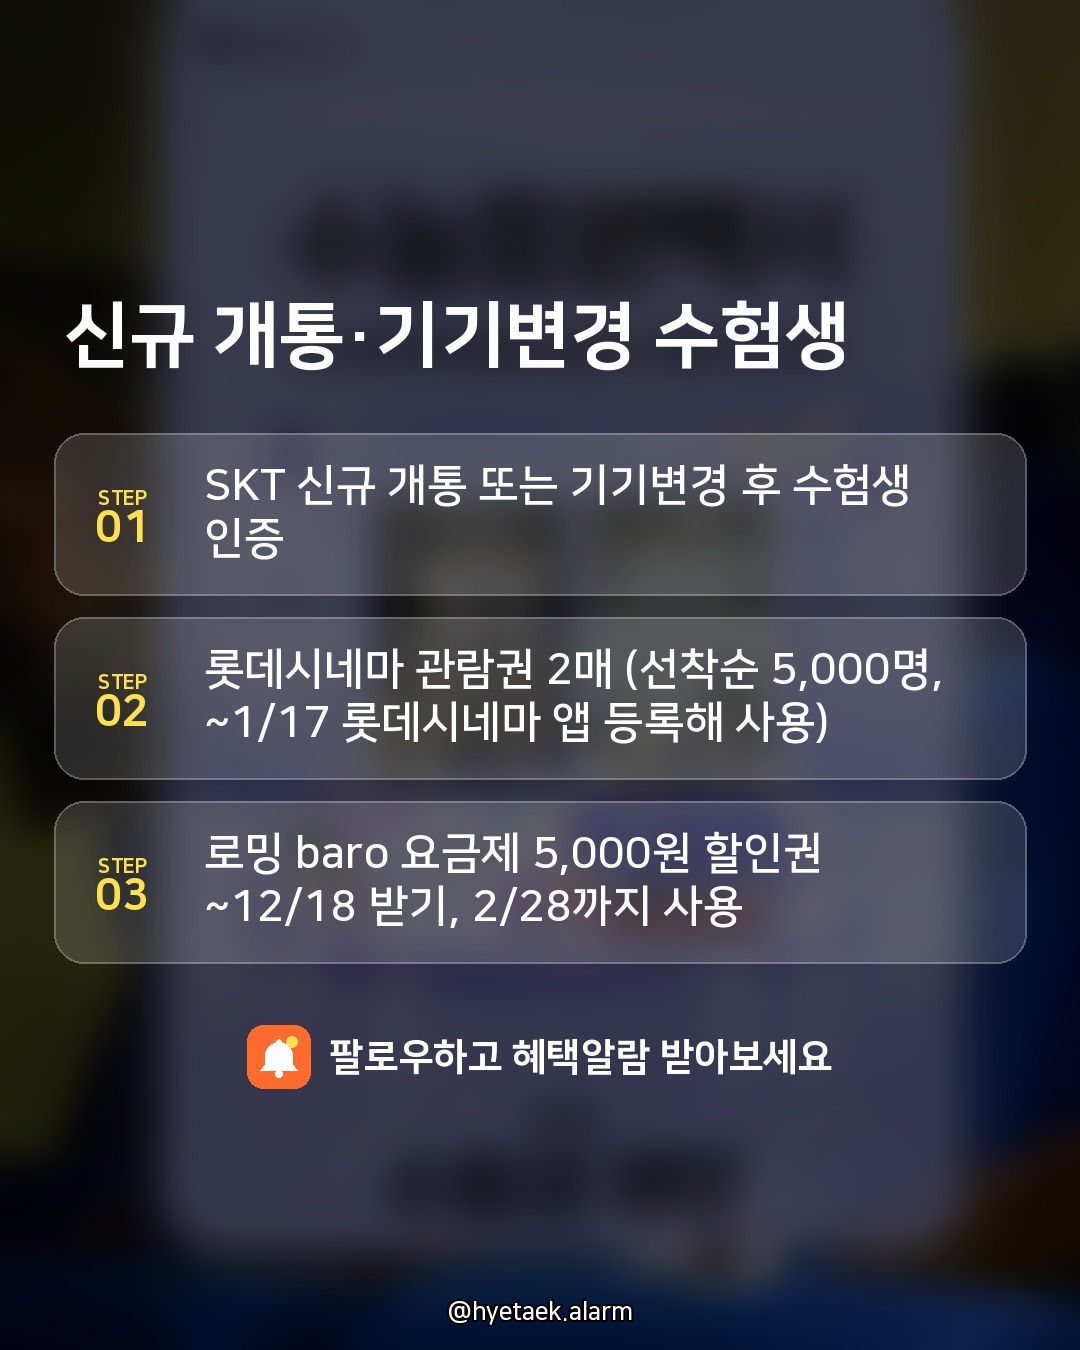 신규 개통·기기변경 수험생
STEP
01
SKT 신규 개통 또는 기기변경 후 수험생
인증
STEP
02
롯데시네마 관람권 2매 (선착순 5,000명,
~1/17 롯데시네마 앱 등록해 사용)
STEP
03
로밍 baro 요금제 5,000원 할인권
~12/18 받기, 2/28까지 사용
팔로우하고 혜택알람 받아보세요
@hyetaek.alarm